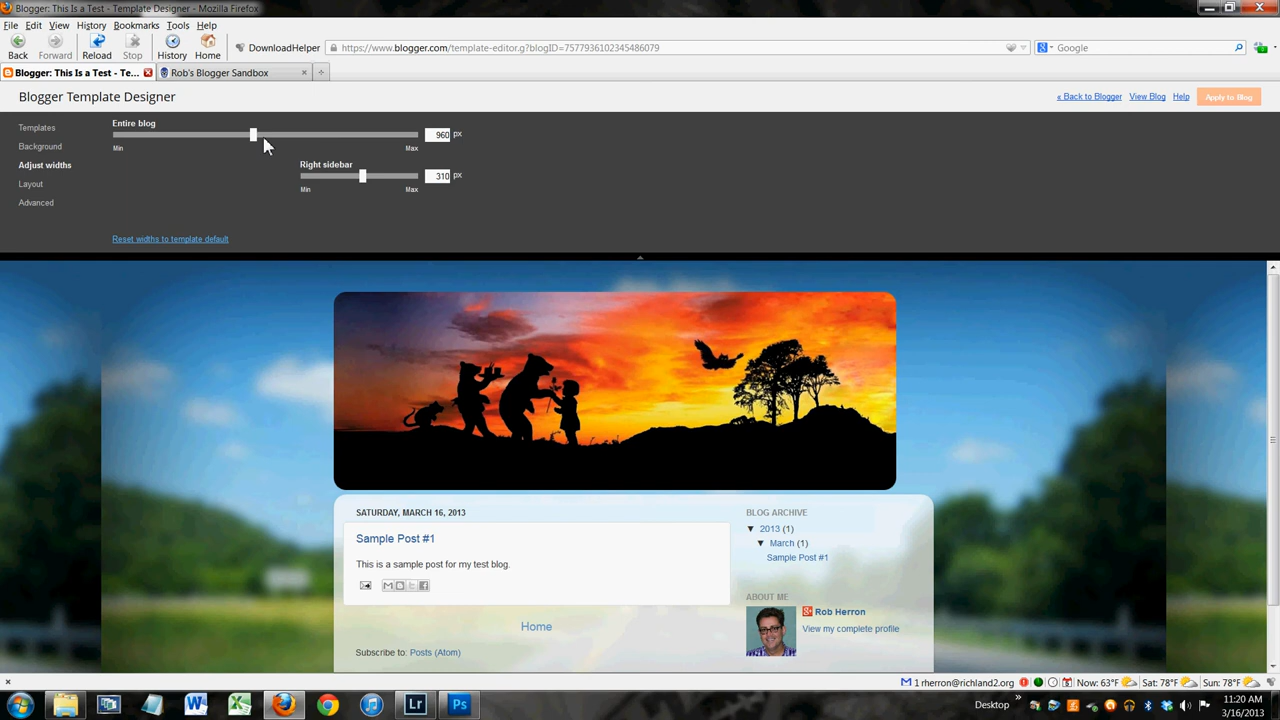 Blogger: This Is a Test - Template Designer - Mozilla Firefox
File Edit View History Bookmarks Tools Help
Back Forward Reload Stop History Home DownloadHelper https://www.blogger.com/template-editor.g?blogID=7577936102345486079 Google
Blogger: This Is a Test - Te... Rob's Blogger Sandbox
Blogger Template Designer
« Back to Blogger View Blog Help Apply to Blog
Templates
Background
Adjust widths
Layout
Advanced
Entire blog
960 px
Min Max
Right sidebar
310 px
Min Max
Reset widths to template default
SATURDAY, MARCH 16, 2013
Sample Post #1
This is a sample post for my test blog.
Home
Subscribe to: Posts (Atom)
BLOG ARCHIVE
▼ 2013 (1)
▼ March (1)
Sample Post #1
ABOUT ME
Rob Herron
View my complete profile
1 rherron@richland2.org Now: 63°F Sat: 78°F Sun: 78°F
W Lr Ps
Desktop »
11:20 AM
3/16/2013